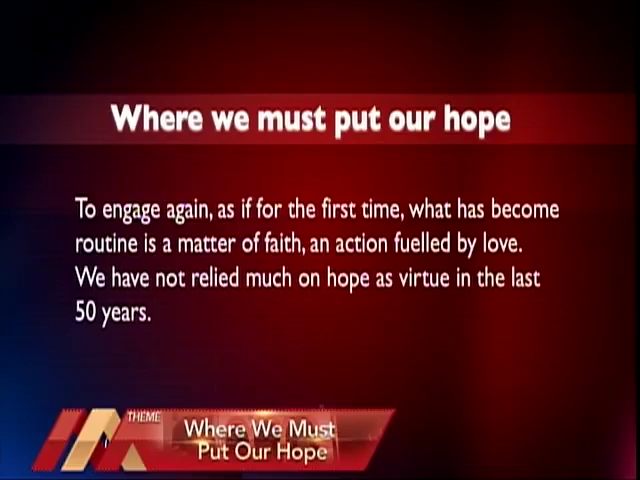 Where we must put our hope
To engage again, as if for the first time, what has become
routine is a matter of faith, an action fuelled by love.
We have not relied much on hope as virtue in the last
50 years.
THEME
Where We Must
Put Our Hope